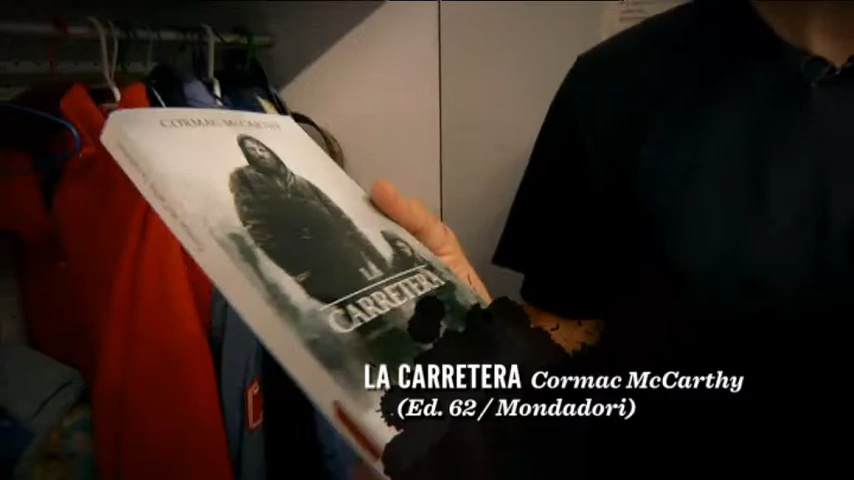 CORMAC McCARTHY
LA
CARRETERA
LA CARRETERA Cormac McCarthy
(Ed. 62/Mondadori)